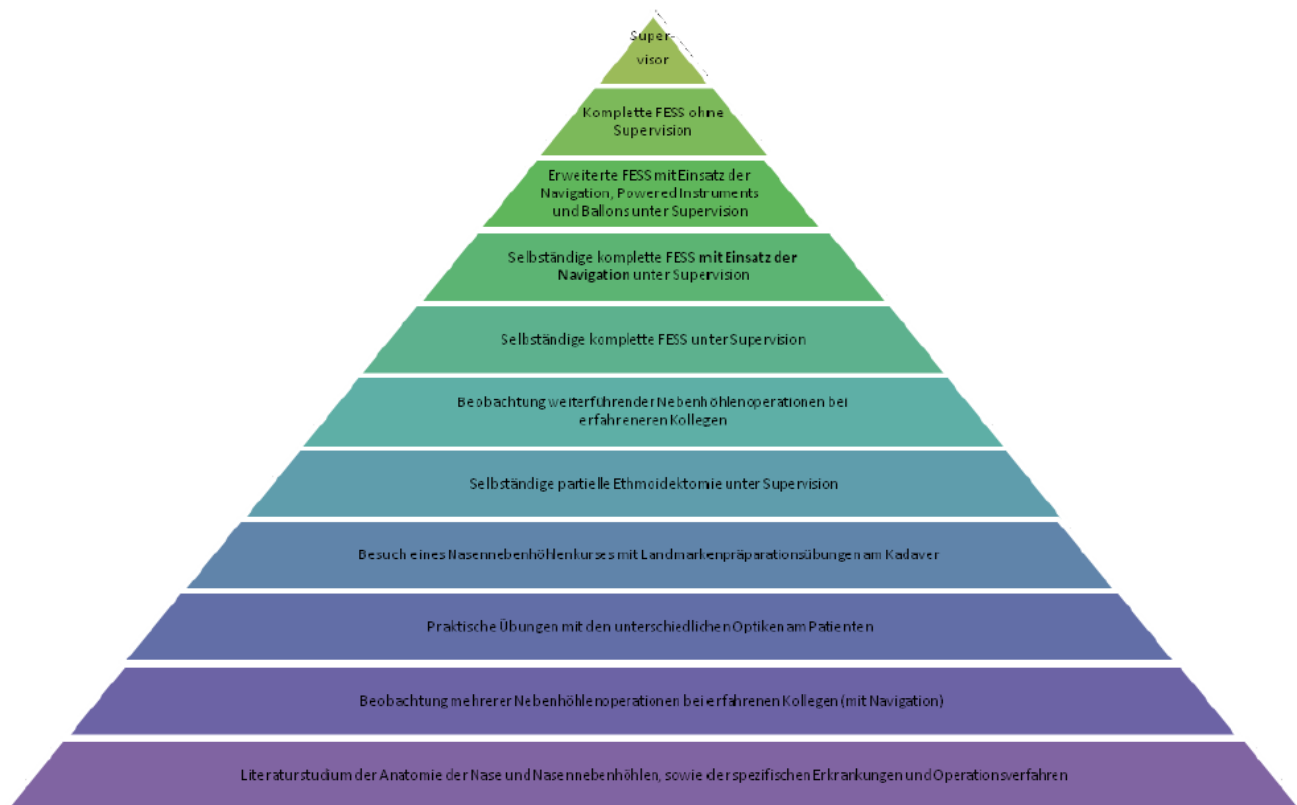 Super-
visor
Komplette FESS ohne
Supervision
Erweiterte FESS mit Einsatz der
Navigation, Powered Instruments
und Ballons unter Supervision
Selbständige komplette FESS mit Einsatz der
Navigation unter Supervision
Selbständige komplette FESS unter Supervision
Beobachtung weiterführender Nebenhöhlenoperationen bei
erfahreneren Kollegen
Selbständige partielle Ethmoidektomie unter Supervision
Besuch eines Nasennebenhöhlenkurses mit Landmarkenpräparationsübungen am Kadaver
Praktische Übungen mit den unterschiedlichen Optiken am Patienten
Beobachtung mehrerer Nebenhöhlenoperationen bei erfahrenen Kollegen (mit Navigation)
Literaturstudium der Anatomie der Nase und Nasennebenhöhlen, sowie der spezifischen Erkrankungen und Operationsverfahren